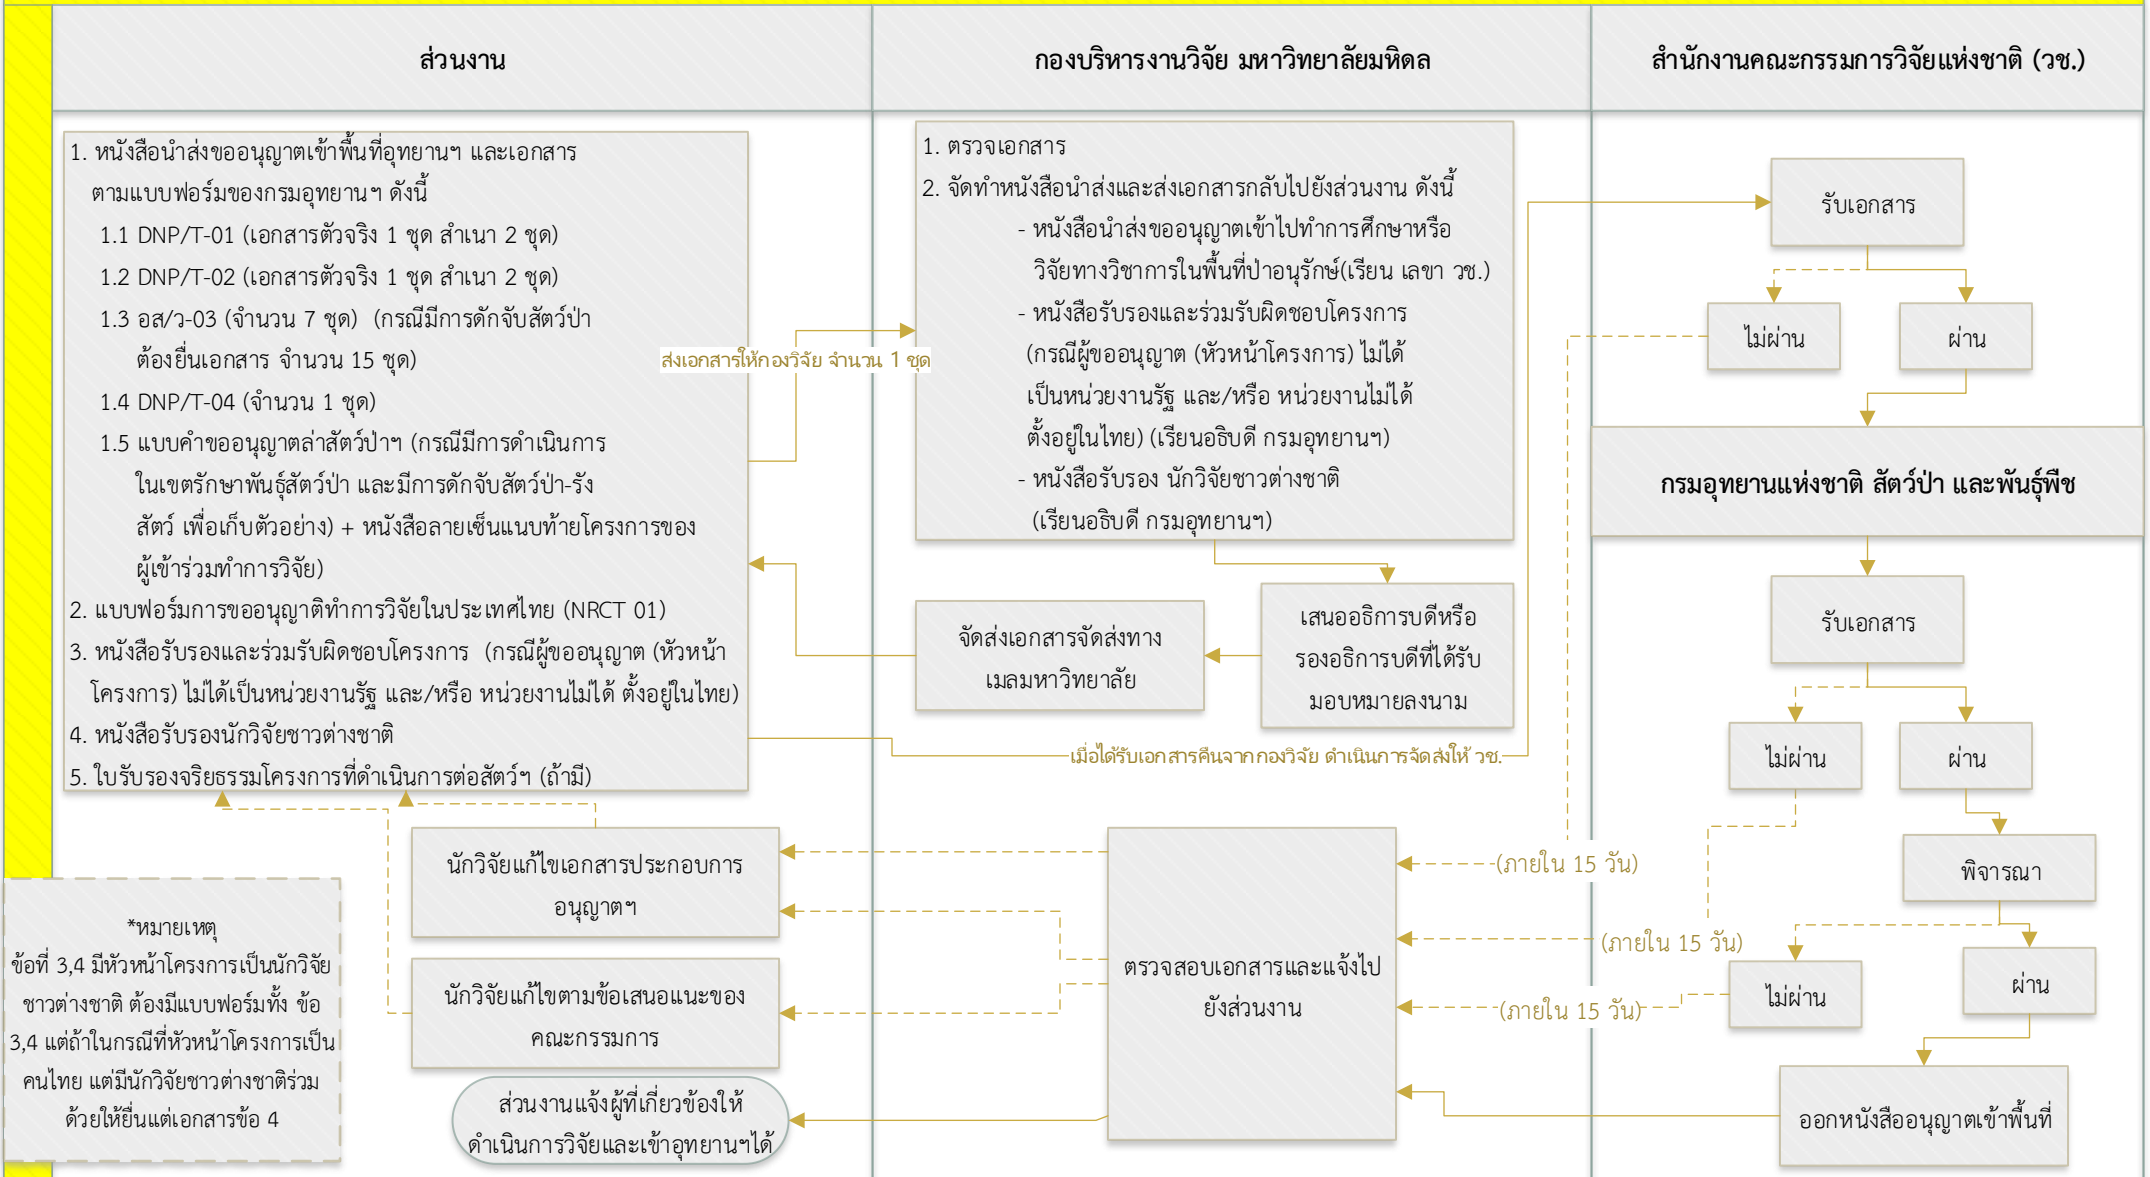 ส่วนงาน
กองบริหารงานวิจัย มหาวิทยาลัยมหิดล
สำนักงานคณะกรรมการวิจัยแห่งชาติ (วช.)
1. หนังสือนำส่งขออนุญาตเข้าพื้นที่อุทยานฯ และเอกสาร
ตามแบบฟอร์มของกรมอุทยานฯ ดังนี้
1.1 DNP/T-01 (เอกสารตัวจริง 1 ชุด สำเนา 2 ชุด)
1.2 DNP/T-02 (เอกสารตัวจริง 1 ชุด สำเนา 2 ชุด)
1.3 อส/ว-03 (จำนวน 7 ชุด) (กรณีมีการดักจับสัตว์ป่า
ต้องยื่นเอกสาร จำนวน 15 ชุด)
1.4 DNP/T-04 (จำนวน 1 ชุด)
1.5 แบบคำขออนุญาตล่าสัตว์ป่าฯ (กรณีมีการดำเนินการ
ในเขตรักษาพันธุ์สัตว์ป่า และมีการดักจับสัตว์ป่า-รัง
สัตว์ เพื่อเก็บตัวอย่าง) + หนังสือลายเซ็นแนบท้ายโครงการของ
ผู้เข้าร่วมทำการวิจัย)
2. แบบฟอร์มการขออนุญาติทำการวิจัยในประเทศไทย (NRCT 01)
3. หนังสือรับรองและร่วมรับผิดชอบโครงการ (กรณีผู้ขออนุญาต (หัวหน้า
โครงการ) ไม่ได้เป็นหน่วยงานรัฐ และ/หรือ หน่วยงานไม่ได้ ตั้งอยู่ในไทย)
4. หนังสือรับรองนักวิจัยชาวต่างชาติ
5. ใบรับรองจริยธรรมโครงการที่ดำเนินการต่อสัตว์ฯ (ถ้ามี)
ส่งเอกสารให้กองวิจัย จำนวน 1 ชุด
1. ตรวจเอกสาร
2. จัดทำหนังสือนำส่งและส่งเอกสารกลับไปยังส่วนงาน ดังนี้
- หนังสือนำส่งขออนุญาตเข้าไปทำการศึกษาหรือ
วิจัยทางวิชาการในพื้นที่ป่าอนุรักษ์(เรียน เลขา วช.)
- หนังสือรับรองและร่วมรับผิดชอบโครงการ
(กรณีผู้ขออนุญาต (หัวหน้าโครงการ) ไม่ได้
เป็นหน่วยงานรัฐ และ/หรือ หน่วยงานไม่ได้
ตั้งอยู่ในไทย) (เรียนอธิบดี กรมอุทยานฯ)
- หนังสือรับรอง นักวิจัยชาวต่างชาติ
(เรียนอธิบดี กรมอุทยานฯ)
เสนออธิการบดีหรือ
รองอธิการบดีที่ได้รับ
มอบหมายลงนาม
จัดส่งเอกสารจัดส่งทาง
เมลมหาวิทยาลัย
เมื่อได้รับเอกสารคืนจากกองวิจัย ดำเนินการจัดส่งให้ วช.
รับเอกสาร
ไม่ผ่าน
ผ่าน
กรมอุทยานแห่งชาติ สัตว์ป่า และพันธุ์พืช
รับเอกสาร
ไม่ผ่าน
ผ่าน
พิจารณา
ไม่ผ่าน
ผ่าน
ออกหนังสืออนุญาตเข้าพื้นที่
(ภายใน 15 วัน)
(ภายใน 15 วัน)
(ภายใน 15 วัน)
ตรวจสอบเอกสารและแจ้งไป
ยังส่วนงาน
นักวิจัยแก้ไขเอกสารประกอบการ
อนุญาตฯ
นักวิจัยแก้ไขตามข้อเสนอแนะของ
คณะกรรมการ
ส่วนงานแจ้งผู้ที่เกี่ยวข้องให้
ดำเนินการวิจัยและเข้าอุทยานฯได้
*หมายเหตุ
ข้อที่ 3,4 มีหัวหน้าโครงการเป็นนักวิจัย
ชาวต่างชาติ ต้องมีแบบฟอร์มทั้ง ข้อ
3,4 แต่ถ้าในกรณีที่หัวหน้าโครงการเป็น
คนไทย แต่มีนักวิจัยชาวต่างชาติร่วม
ด้วยให้ยื่นแต่เอกสารข้อ 4